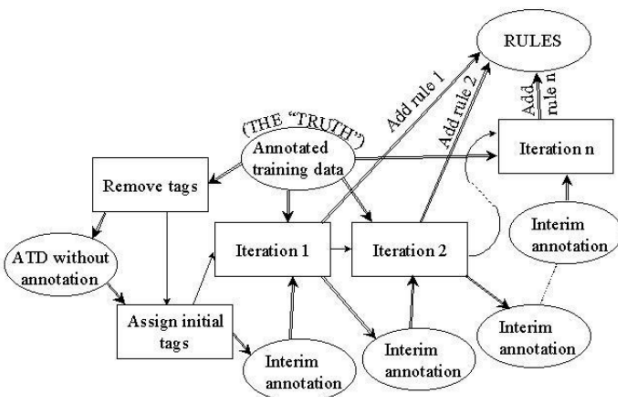 RULES
Add rule 1
Add rule 2
Add
rule n
(THE "TRUTH")
Annotated
training data
Iteration n
Remove tags
Interim
annotation
ATD without
annotation
Iteration 1
Iteration 2
Assign initial
tags
Interim
annotation
Interim
annotation
Interim
annotation